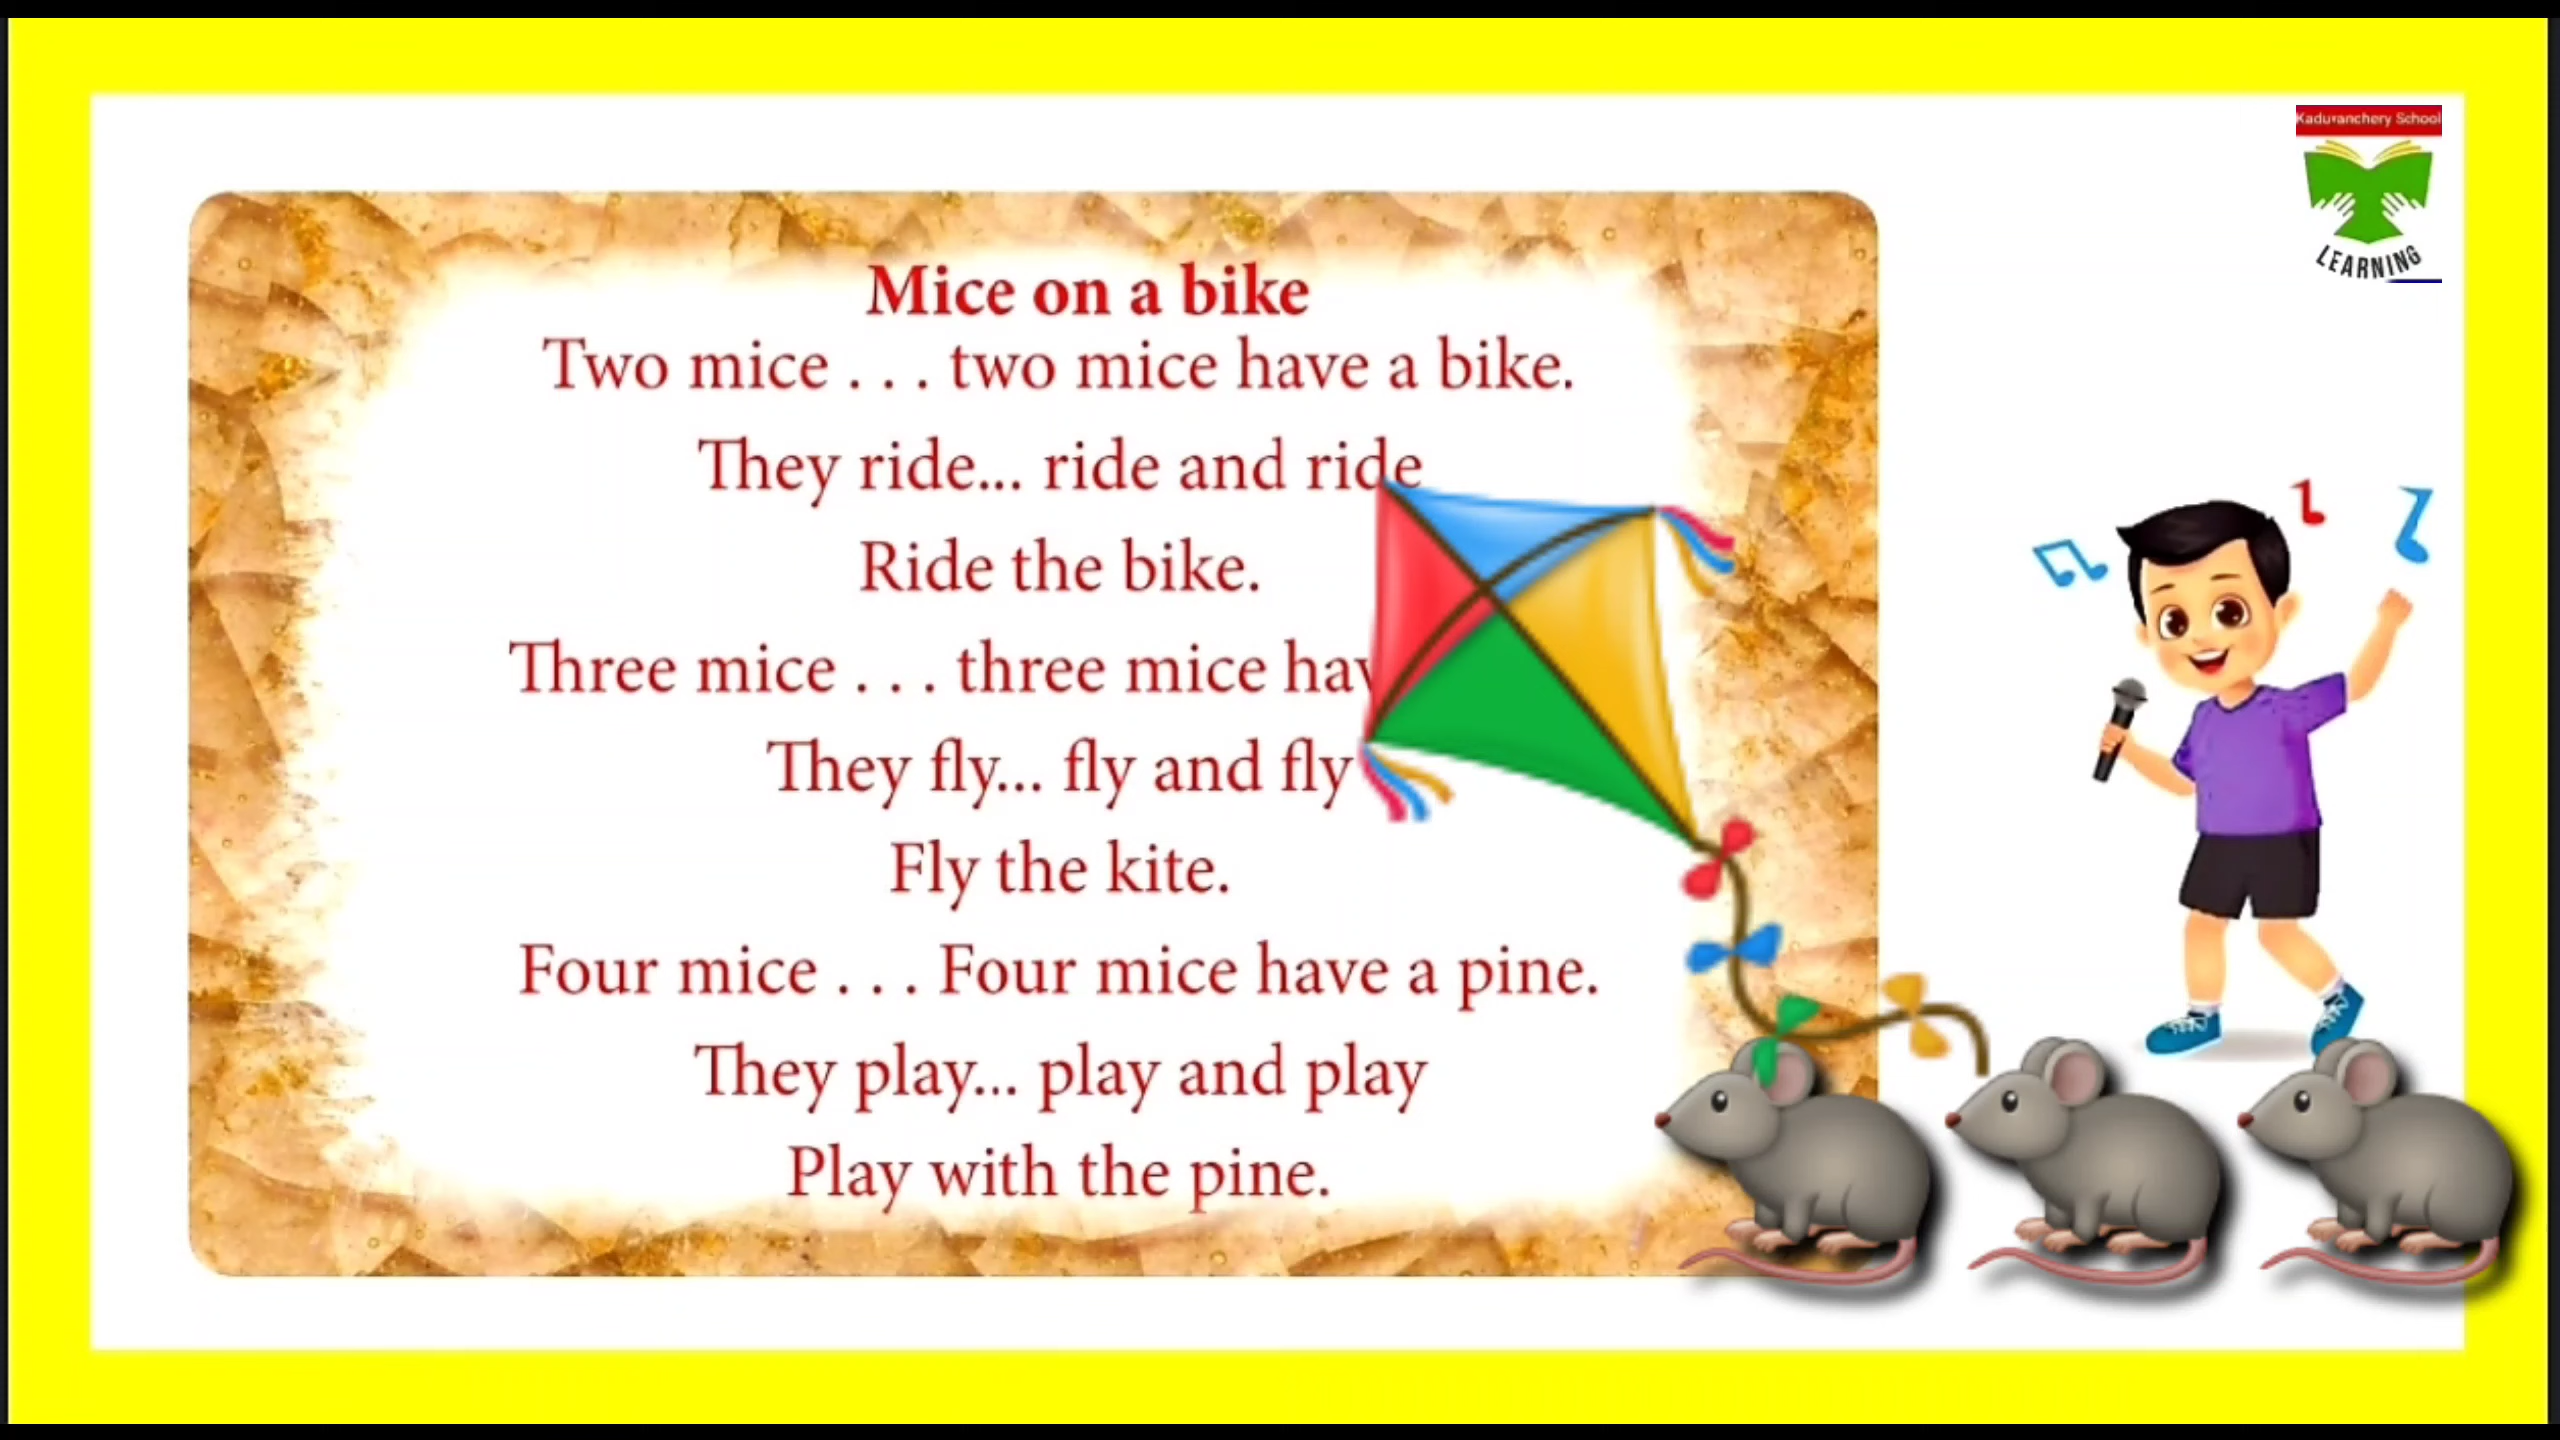 Kaduvanchery School
LEARNING
Mice on a bike
Two mice . . . two mice have a bike.
They ride... ride and ride
Ride the bike.
Three mice . . . three mice
They fly... fly and fly
Fly the kite.
Four mice . . . Four mice have a pine.
They play... play and play
Play with the pine.